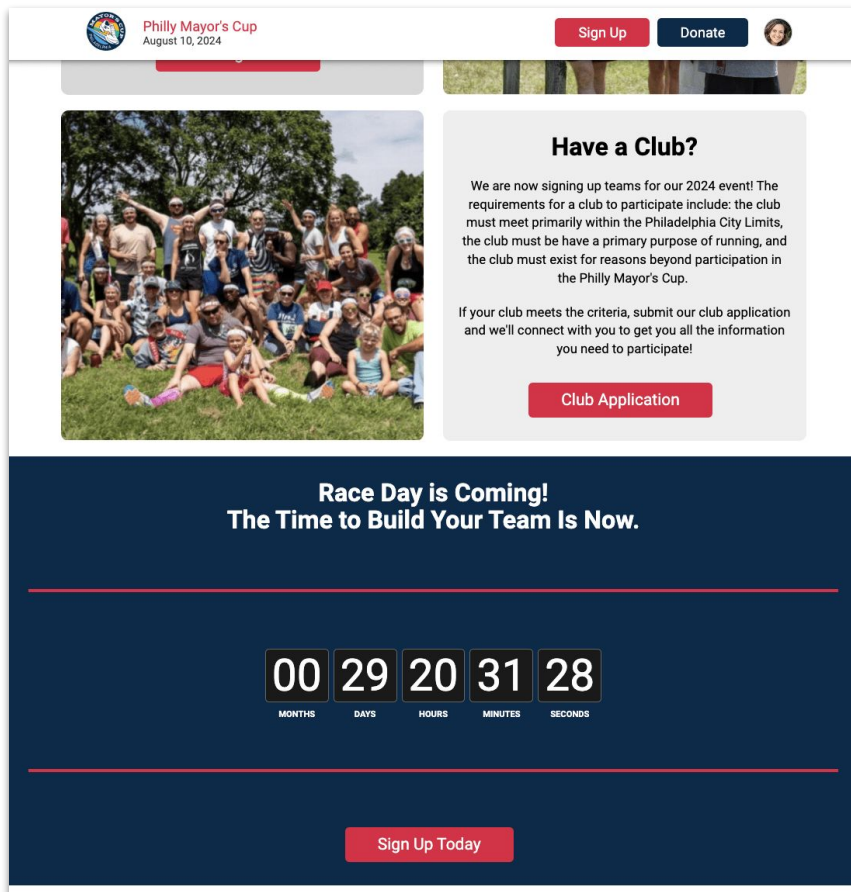 MAYOR'S CUP
PHILADELPHIA
Philly Mayor's Cup
August 10, 2024
Sign Up
Donate
Have a Club?
We are now signing up teams for our 2024 event! The
requirements for a club to participate include: the club
must meet primarily within the Philadelphia City Limits,
the club must be have a primary purpose of running, and
the club must exist for reasons beyond participation in
the Philly Mayor's Cup.
If your club meets the criteria, submit our club application
and we'll connect with you to get you all the information
you need to participate!
Club Application
Race Day is Coming!
The Time to Build Your Team Is Now.
00 29 20 31 28
MONTHS DAYS HOURS MINUTES SECONDS
Sign Up Today